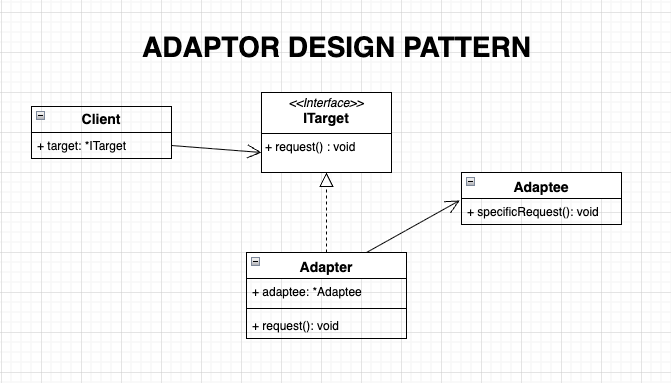 ADAPTOR DESIGN PATTERN
<<Interface>>
ITarget
+ request() : void
Client
+ target: *ITarget
Adaptee
+ specificRequest(): void
Adapter
+ adaptee: *Adaptee
+ request(): void